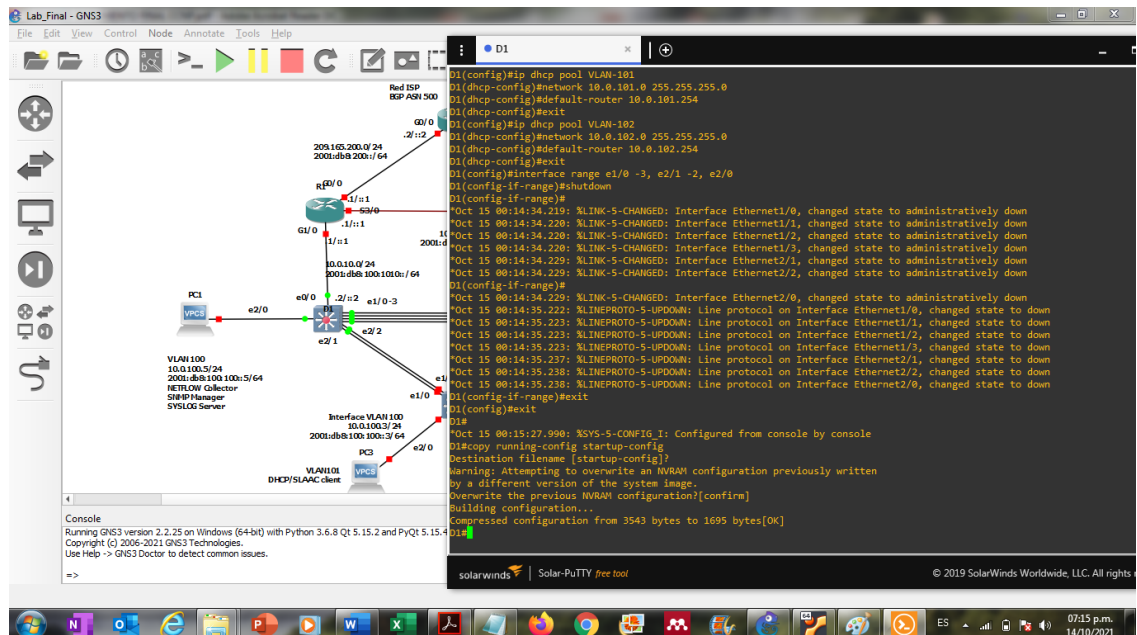 Lab_Final - GNS3
File Edit View Control Node Annotate Tools Help
Red ISP
BGP ASN 500
G0/0
.2/::2
209.165.200.0/24
2001:db8:200::/64
R1
G0/0
.1/::1
S3/0
.1/::1
G1/0
.1/::1
2001:d
10.0.10.0/24
2001:db8:100:1010::/64
PC1
VPCS
e2/0
e0/0
.2/::2
e1/0-3
D1
e2/2
e2/1
VLAN 100
10.0.100.5/24
2001:db8:100:100::5/64
NETFLOW Collector
SNMP Manager
SYSLOG Server
e1/0
Interface VLAN 100
10.0.100.3/24
2001:db8:100:100::3/64
PC3
e2/0
VLAN101
DHCP/SLAAC client
VPCS
Console
Running GNS3 version 2.2.25 on Windows (64-bit) with Python 3.6.8 Qt 5.15.2 and PyQt 5.15.4
Copyright (c) 2006-2021 GNS3 Technologies.
Use Help -> GNS3 Doctor to detect common issues.
=>
D1
D1(config)#ip dhcp pool VLAN-101
D1(dhcp-config)#network 10.0.101.0 255.255.255.0
D1(dhcp-config)#default-router 10.0.101.254
D1(dhcp-config)#exit
D1(config)#ip dhcp pool VLAN-102
D1(dhcp-config)#network 10.0.102.0 255.255.255.0
D1(dhcp-config)#default-router 10.0.102.254
D1(dhcp-config)#exit
D1(config)#interface range e1/0 -3, e2/1 -2, e2/0
D1(config-if-range)#shutdown
D1(config-if-range)#
*Oct 15 00:14:34.219: %LINK-5-CHANGED: Interface Ethernet1/0, changed state to administratively down
*Oct 15 00:14:34.220: %LINK-5-CHANGED: Interface Ethernet1/1, changed state to administratively down
*Oct 15 00:14:34.220: %LINK-5-CHANGED: Interface Ethernet1/2, changed state to administratively down
*Oct 15 00:14:34.220: %LINK-5-CHANGED: Interface Ethernet1/3, changed state to administratively down
*Oct 15 00:14:34.229: %LINK-5-CHANGED: Interface Ethernet2/1, changed state to administratively down
*Oct 15 00:14:34.229: %LINK-5-CHANGED: Interface Ethernet2/2, changed state to administratively down
D1(config-if-range)#
*Oct 15 00:14:34.229: %LINK-5-CHANGED: Interface Ethernet2/0, changed state to administratively down
*Oct 15 00:14:35.222: %LINEPROTO-5-UPDOWN: Line protocol on Interface Ethernet1/0, changed state to down
*Oct 15 00:14:35.223: %LINEPROTO-5-UPDOWN: Line protocol on Interface Ethernet1/1, changed state to down
*Oct 15 00:14:35.223: %LINEPROTO-5-UPDOWN: Line protocol on Interface Ethernet1/2, changed state to down
*Oct 15 00:14:35.223: %LINEPROTO-5-UPDOWN: Line protocol on Interface Ethernet1/3, changed state to down
*Oct 15 00:14:35.237: %LINEPROTO-5-UPDOWN: Line protocol on Interface Ethernet2/1, changed state to down
*Oct 15 00:14:35.238: %LINEPROTO-5-UPDOWN: Line protocol on Interface Ethernet2/2, changed state to down
*Oct 15 00:14:35.238: %LINEPROTO-5-UPDOWN: Line protocol on Interface Ethernet2/0, changed state to down
D1(config-if-range)#exit
D1(config)#exit
D1#
*Oct 15 00:15:27.990: %SYS-5-CONFIG_I: Configured from console by console
D1#copy running-config startup-config
Destination filename [startup-config]?
Warning: Attempting to overwrite an NVRAM configuration previously written
by a different version of the system image.
Overwrite the previous NVRAM configuration?[confirm]
Building configuration...
Compressed configuration from 3543 bytes to 1695 bytes[OK]
D1#
solarwinds | Solar-PuTTY free tool
© 2019 SolarWinds Worldwide, LLC. All rights r
ES
07:15 p.m.
14/10/2021